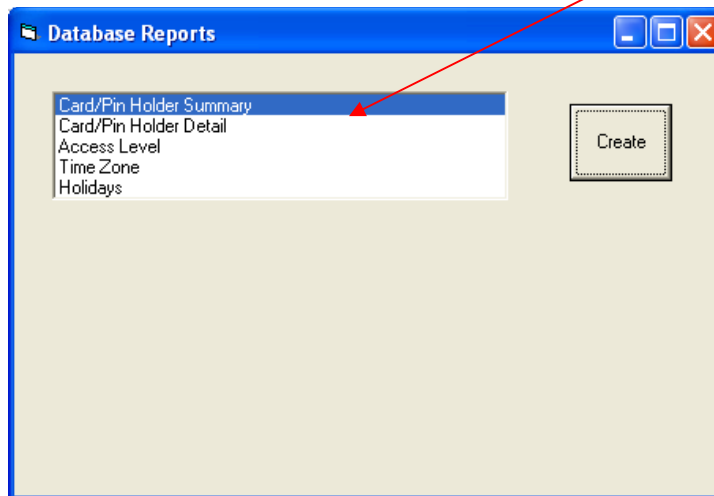 Database Reports
Card/Pin Holder Summary
Card/Pin Holder Detail
Access Level
Time Zone
Holidays
Create